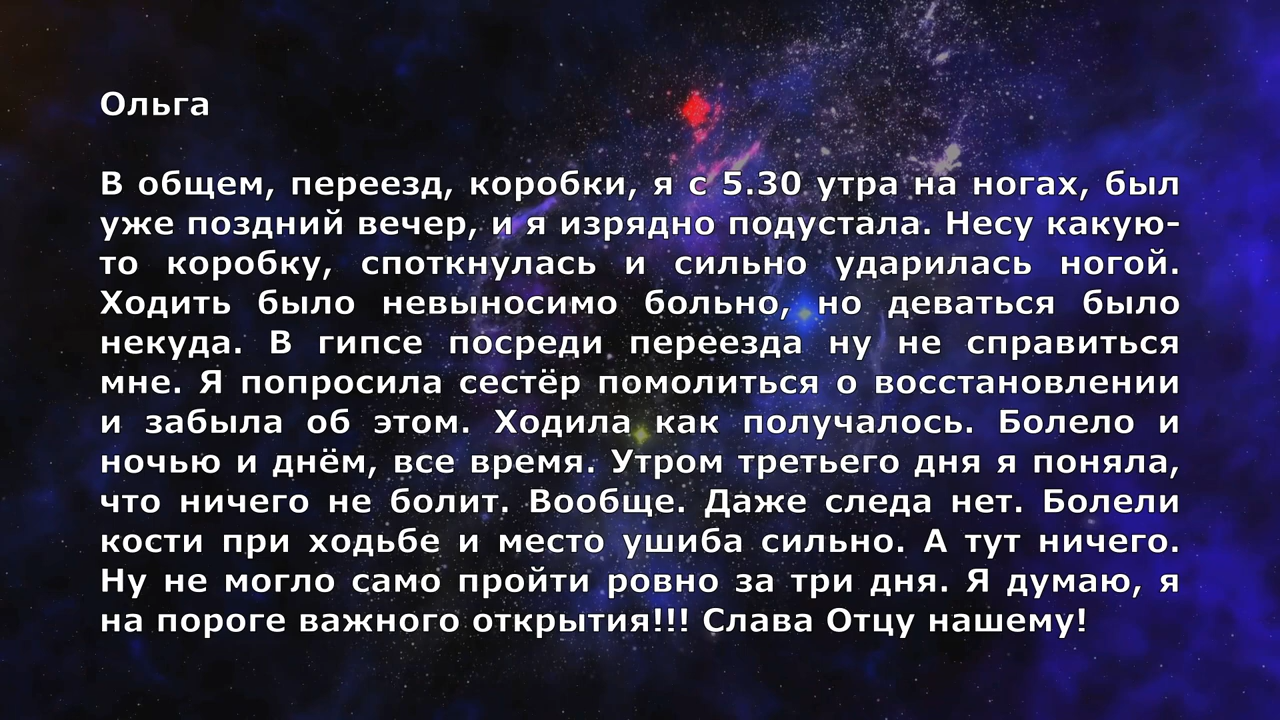 Ольга
В общем, переезд, коробки, я с 5.30 утра на ногах, был
уже поздний вечер, и я изрядно подустала. Несу какую-
то коробку, споткнулась и сильно ударилась ногой.
Ходить было невыносимо больно, но деваться было
некуда. В гипсе посреди переезда ну не справиться
мне. Я попросила сестёр помолиться о восстановлении
и забыла об этом. Ходила как получалось. Болело и
ночью и днём, все время. Утром третьего дня я поняла,
что ничего не болит. Вообще. Даже следа нет. Болели
кости при ходьбе и место ушиба сильно. А тут ничего.
Ну не могло само пройти ровно за три дня. Я думаю, я
на пороге важного открытия!!! Слава Отцу нашему!